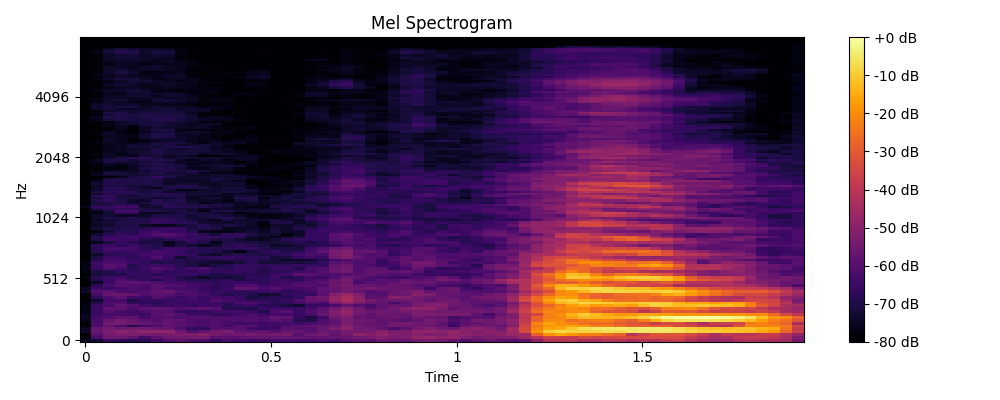 Mel Spectrogram
Hz
4096
2048
1024
512
0
0
0.5
1
1.5
Time
+0 dB
-10 dB
-20 dB
-30 dB
-40 dB
-50 dB
-60 dB
-70 dB
-80 dB